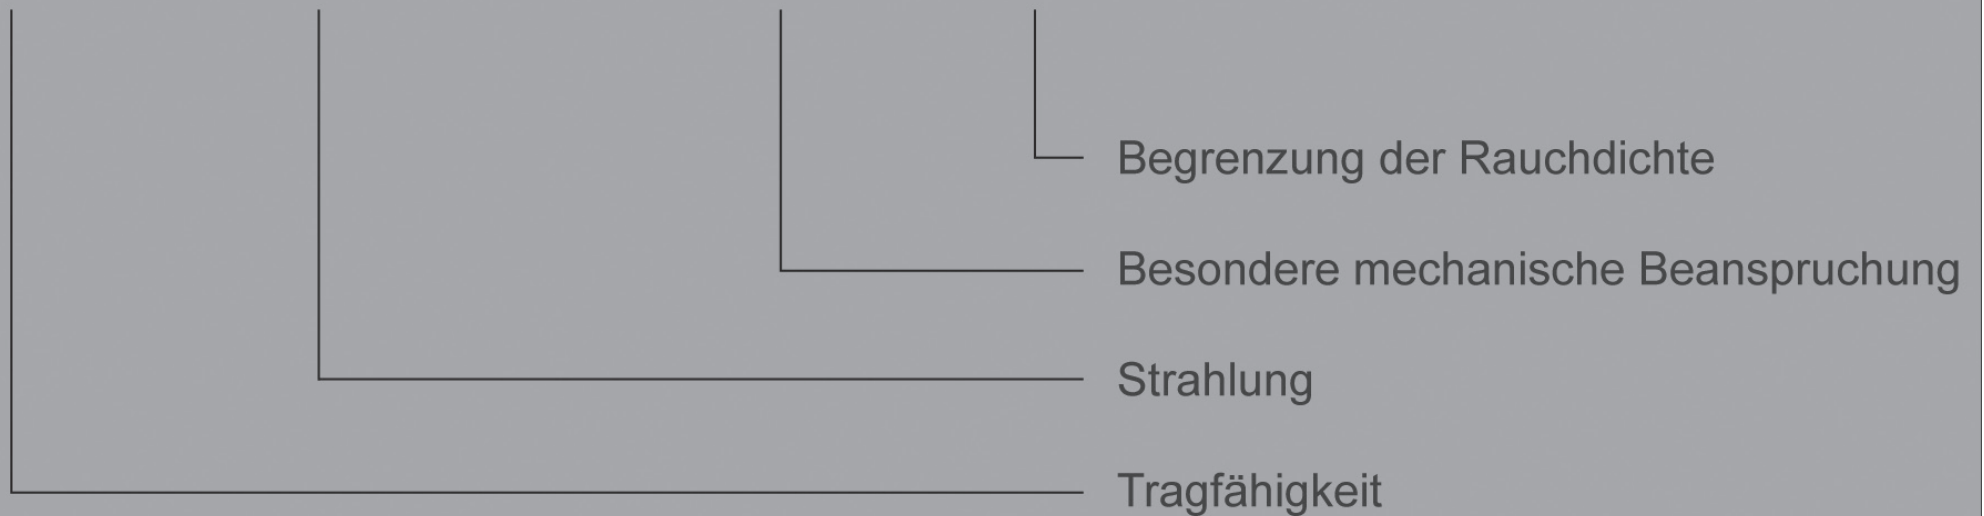 Begrenzung der Rauchdichte
Besondere mechanische Beanspruchung
Strahlung
Tragfähigkeit